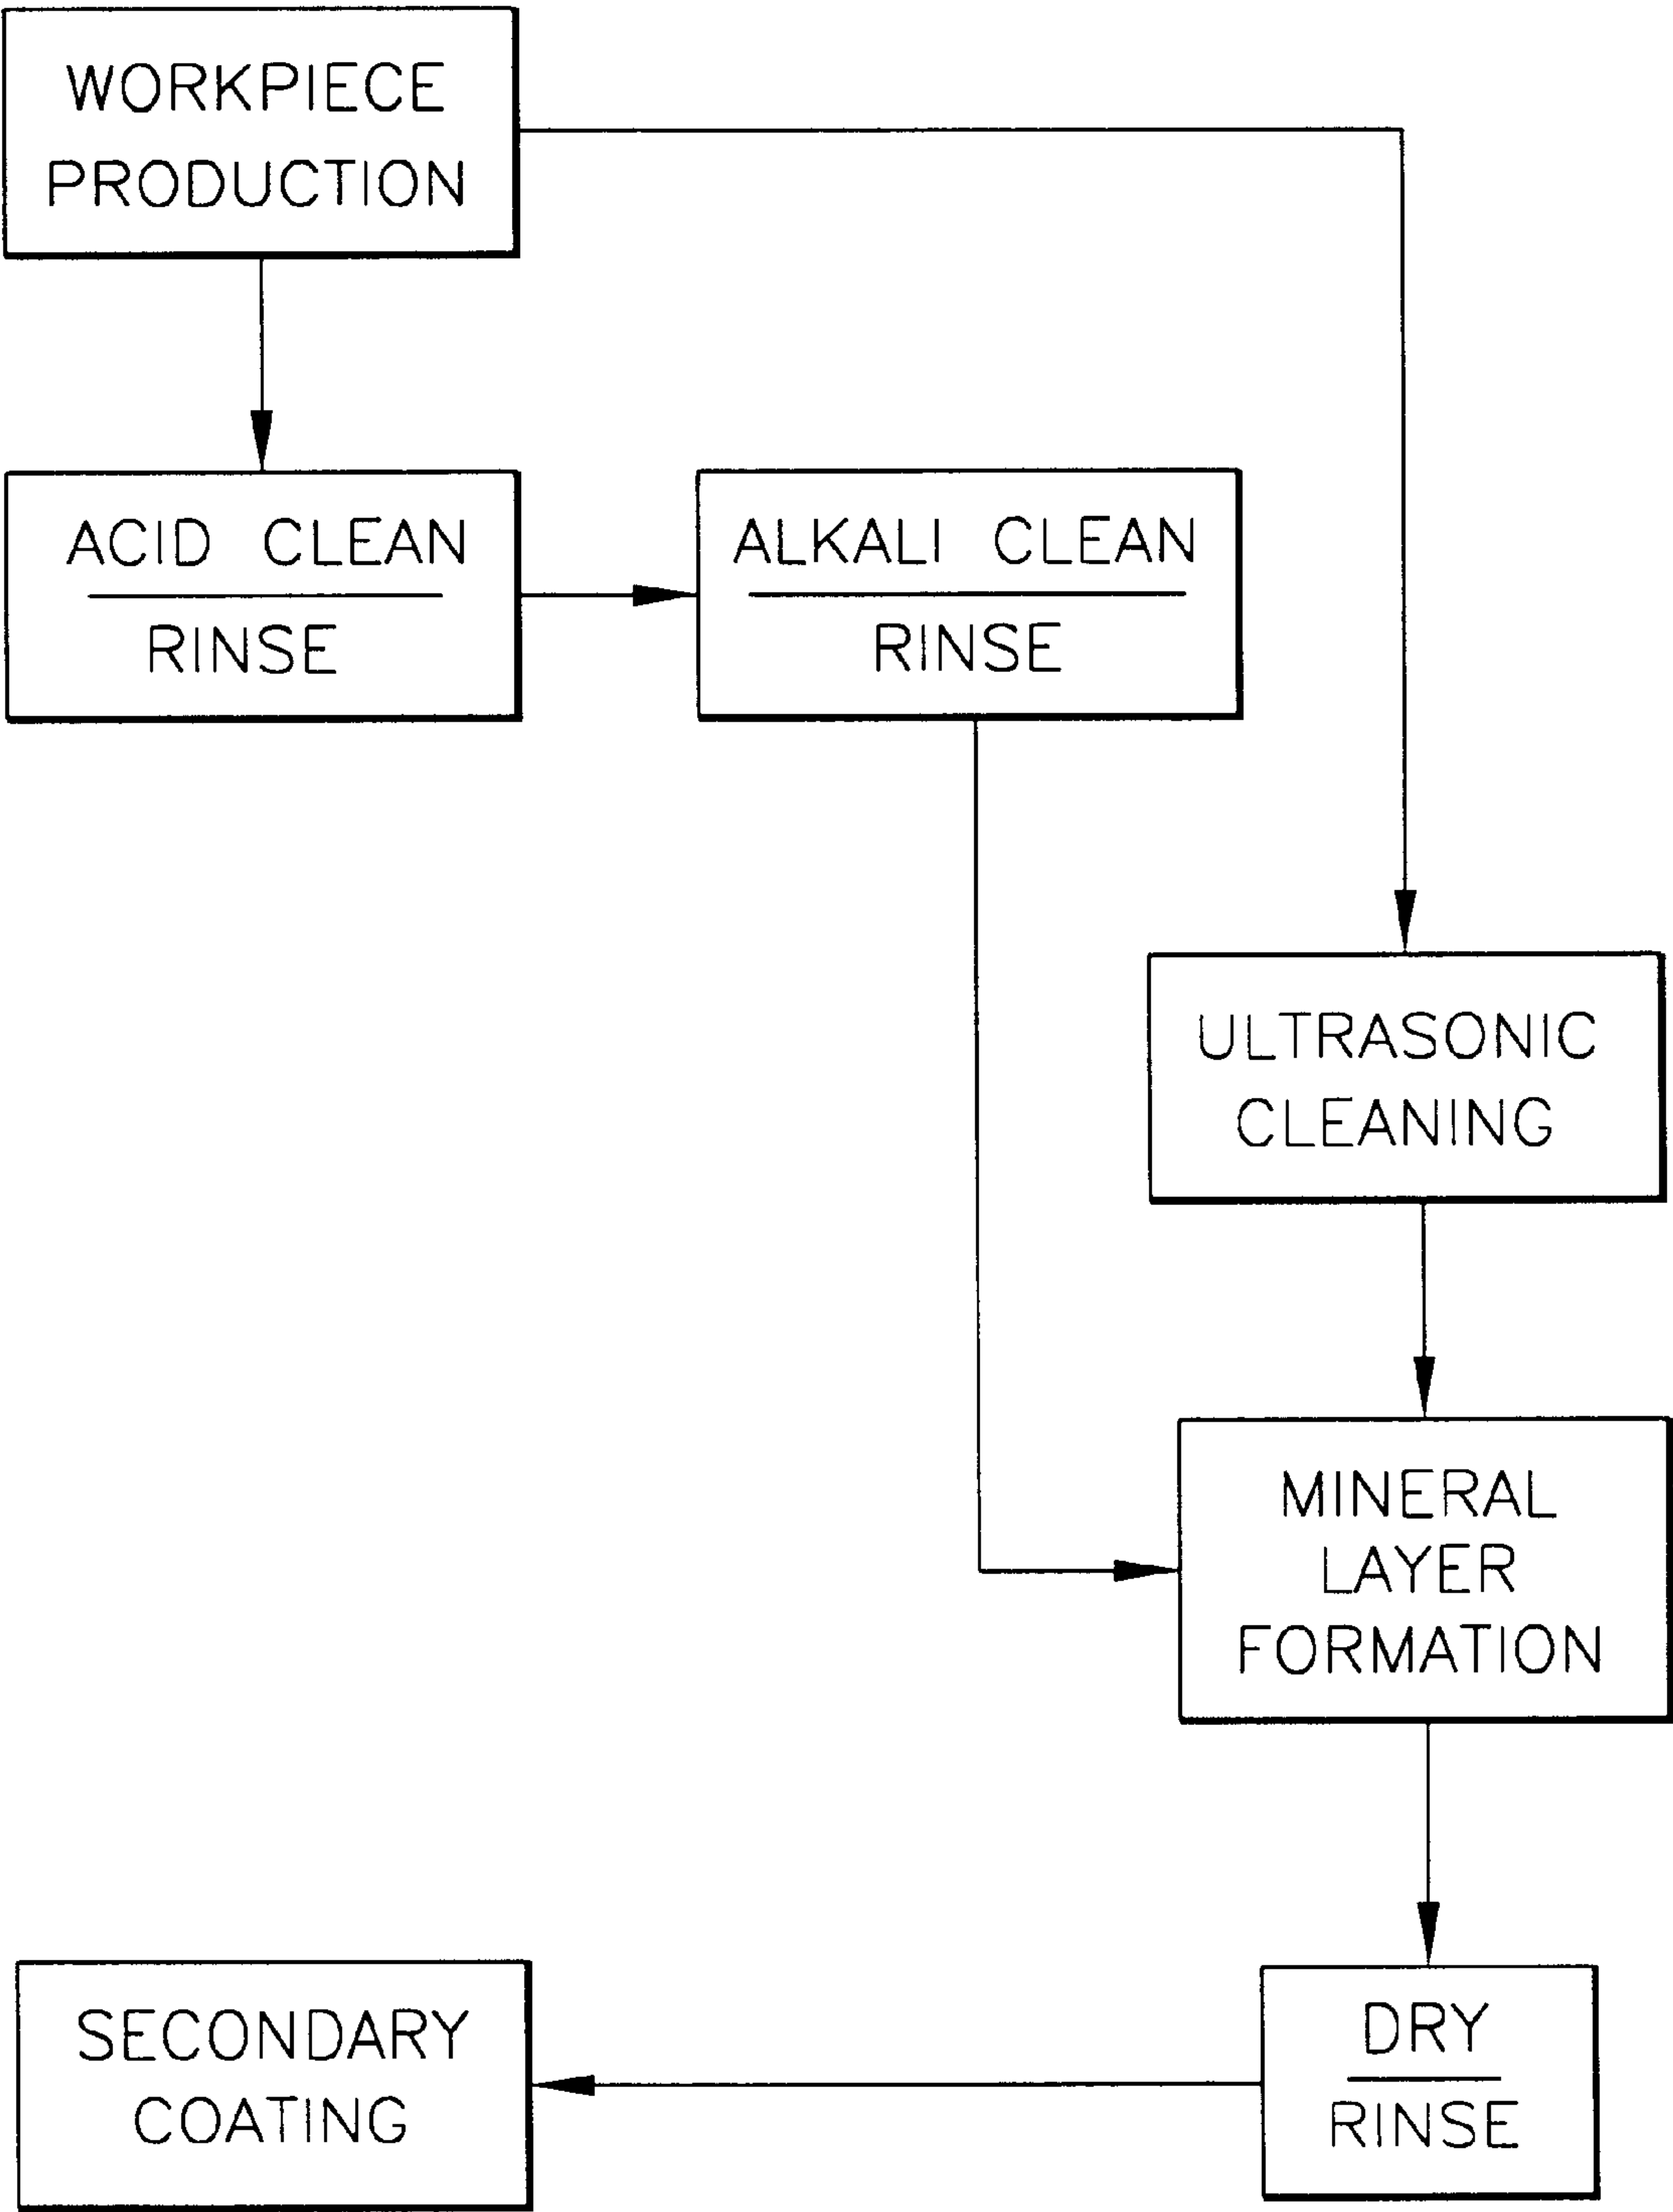 WORKPIECE
PRODUCTION
ACID CLEAN
RINSE
ALKALI CLEAN
RINSE
ULTRASONIC
CLEANING
MINERAL
LAYER
FORMATION
DRY
RINSE
SECONDARY
COATING